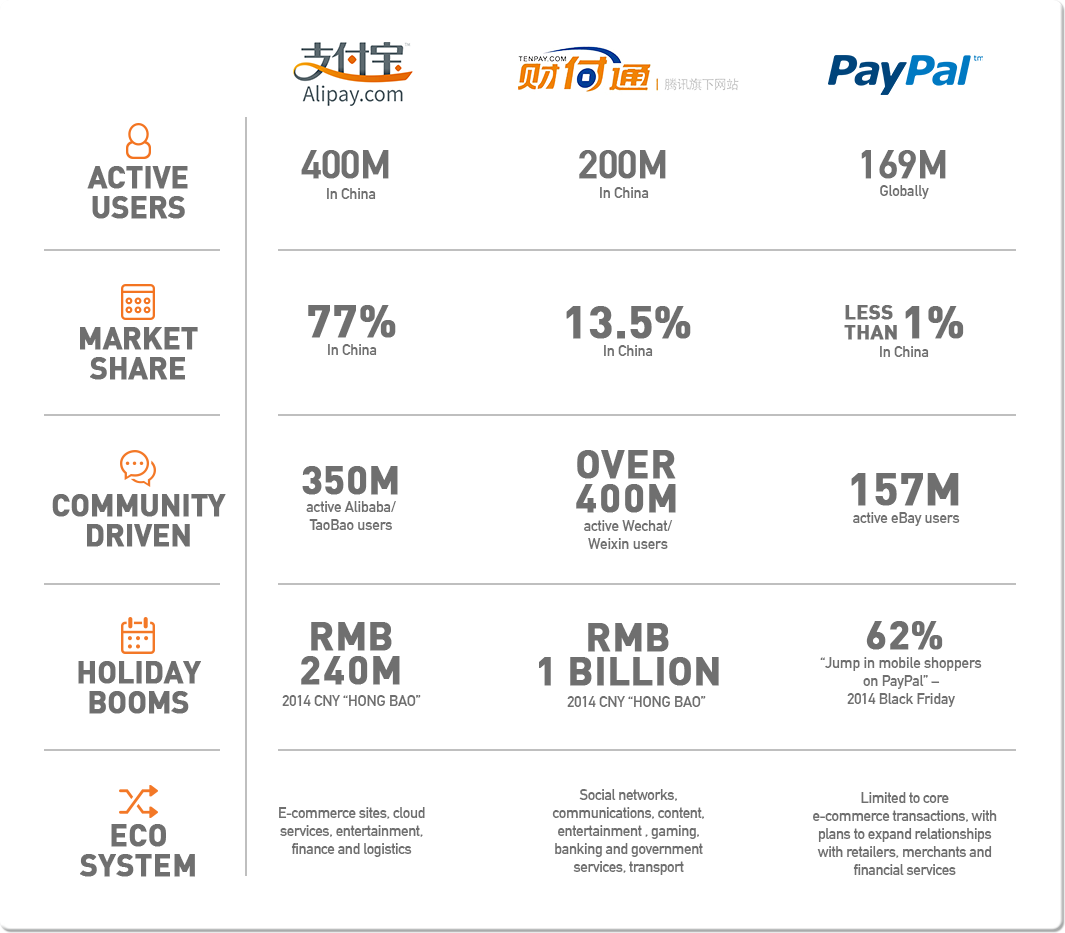 支付宝™
Alipay.com
TENPAY.COM
财付通 | 腾讯旗下网站
PayPal™
ACTIVE
USERS
400M
In China
200M
In China
169M
Globally
MARKET
SHARE
77%
In China
13.5%
In China
LESS
THAN 1%
In China
COMMUNITY
DRIVEN
350M
active Alibaba/
TaoBao users
OVER
400M
active Wechat/
Weixin users
157M
active eBay users
HOLIDAY
BOOMS
RMB
240M
2014 CNY “HONG BAO”
RMB
1 BILLION
2014 CNY “HONG BAO”
62%
“Jump in mobile shoppers
on PayPal” –
2014 Black Friday
ECO
SYSTEM
E-commerce sites, cloud
services, entertainment,
finance and logistics
Social networks,
communications, content,
entertainment , gaming,
banking and government
services, transport
Limited to core
e-commerce transactions, with
plans to expand relationships
with retailers, merchants and
financial services